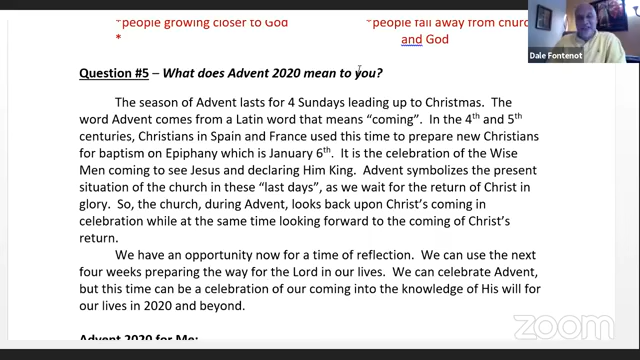 *people growing closer to God
*people fall away from church
*
and God
Dale Fontenot
Question #5 – What does Advent 2020 mean to you?
The season of Advent lasts for 4 Sundays leading up to Christmas. The
word Advent comes from a Latin word that means "coming". In the 4th and 5th
centuries, Christians in Spain and France used this time to prepare new Christians
for baptism on Epiphany which is January 6th. It is the celebration of the Wise
Men coming to see Jesus and declaring Him King. Advent symbolizes the present
situation of the church in these "last days", as we wait for the return of Christ in
glory. So, the church, during Advent, looks back upon Christ's coming in
celebration while at the same time looking forward to the coming of Christ's
return.
We have an opportunity now for a time of reflection. We can use the next
four weeks preparing the way for the Lord in our lives. We can celebrate Advent,
but this time can be a celebration of our coming into the knowledge of His will for
our lives in 2020 and beyond.
zoom
Advent 2020 for Me: